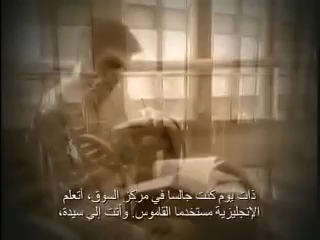 ذات يوم كنت جالسا في مركز السوق، أتعلم
الإنجليزية مستخدما القاموس. وأتت إلي سيدة،